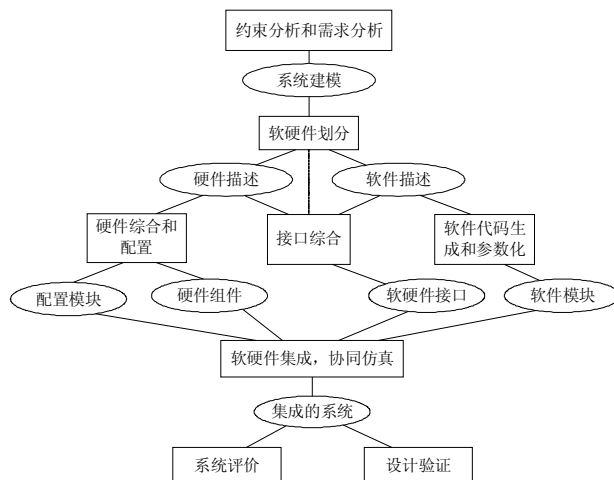 约束分析和需求分析
系统建模
软硬件划分
硬件描述
软件描述
硬件综合和
配置
接口综合
软件代码生
成和参数化
配置模块
硬件组件
软硬件接口
软件模块
软硬件集成，协同仿真
集成的系统
系统评价
设计验证